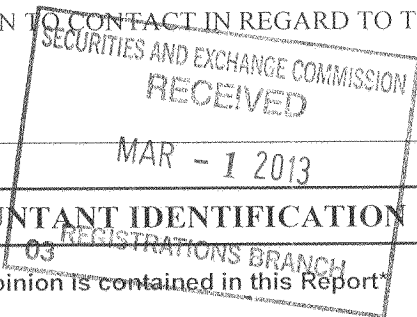 N TO CONTACT IN REGARD TO T
SECURITIES AND EXCHANGE COMMISSION
RECEIVED
MAR - 1 2013
UNTANT IDENTIFICATION
03 REGISTRATIONS BRANCH
pinion is contained in this Report*